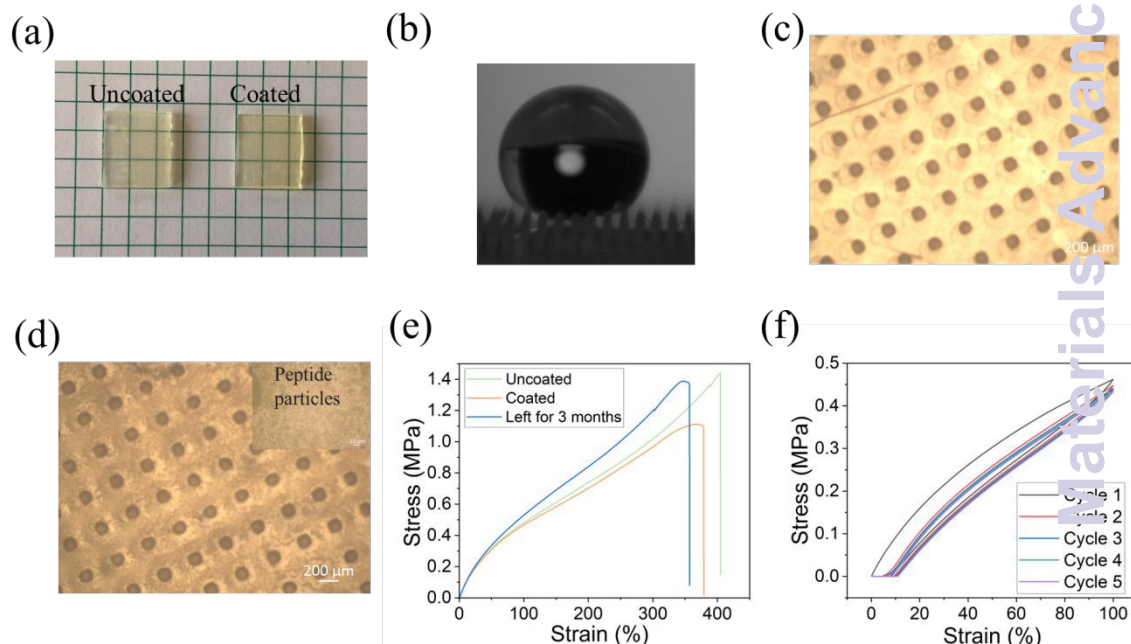 (a)
Uncoated Coated
(b)
(c)
200 µm
Materials Advanc
(d)
Peptide
particles
200 µm
(e)
Stress (MPa)
1.4
1.2
1.0
0.8
0.6
0.4
0.2
0.0
Uncoated
Coated
Left for 3 months
0 100 200 300 400
Strain (%)
(f)
Stress (MPa)
0.5
0.4
0.3
0.2
0.1
0.0
Cycle 1
Cycle 2
Cycle 3
Cycle 4
Cycle 5
0 20 40 60 80 100
Strain (%)